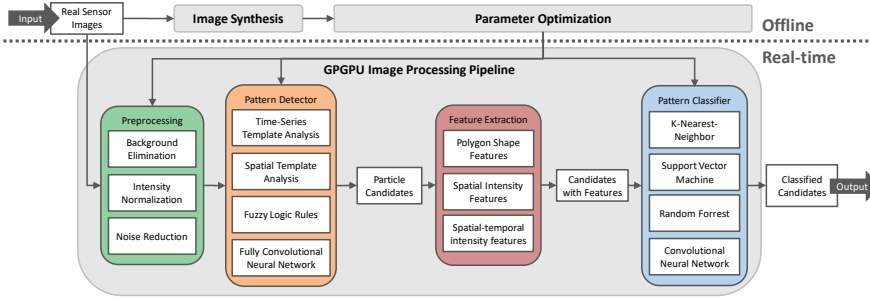 Input
Real Sensor
Images
Image Synthesis
Parameter Optimization
Offline
Real-time
GPGPU Image Processing Pipeline
Preprocessing
Background
Elimination
Intensity
Normalization
Noise Reduction
Pattern Detector
Time-Series
Template Analysis
Spatial Template
Analysis
Fuzzy Logic Rules
Fully Convolutional
Neural Network
Particle
Candidates
Feature Extraction
Polygon Shape
Features
Spatial Intensity
Features
Spatial-temporal
intensity features
Candidates
with Features
Pattern Classifier
K-Nearest-
Neighbor
Support Vector
Machine
Random Forrest
Convolutional
Neural Network
Classified
Candidates
Output